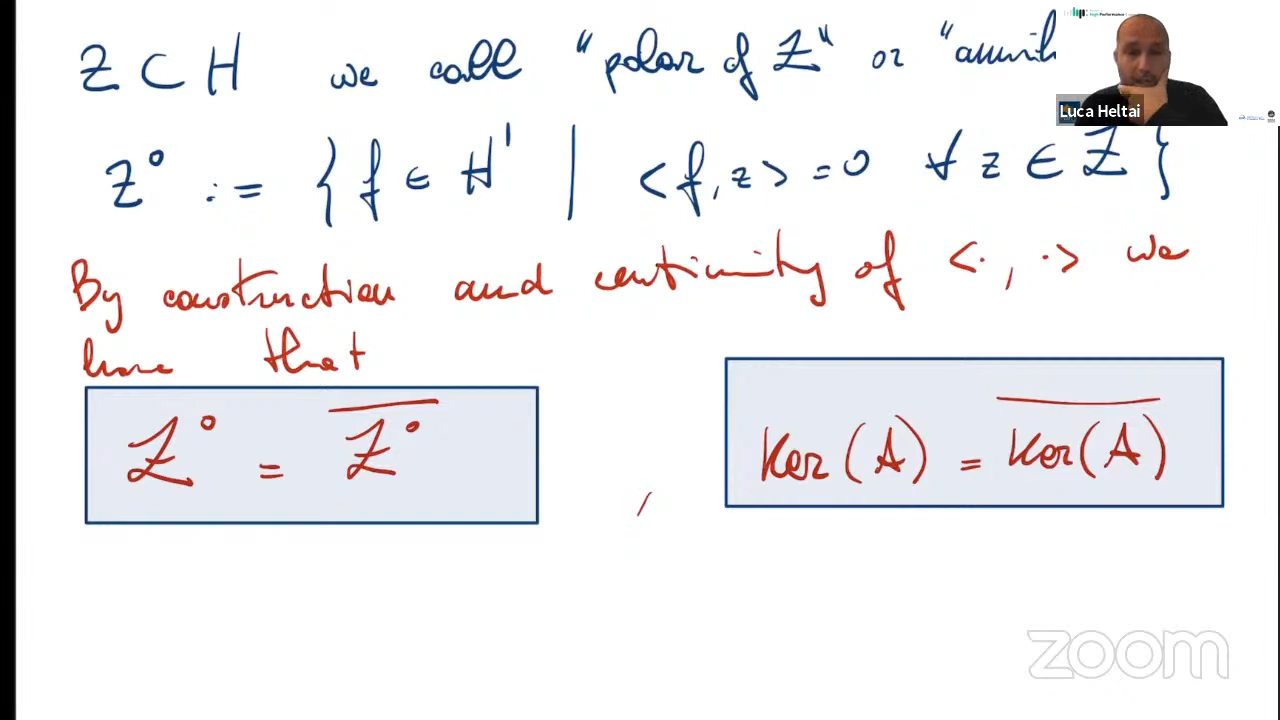 Z ⊂ H we call "polar of Z" or "annih
Luca Heltai
Z° := { f ∈ H' | <f, z> = 0 ∀ z ∈ Z }
By construction and continuity of <·, ·> we
have that
Z° = \overline{Z°}
Ker(A) = \overline{Ker(A)}
zoom